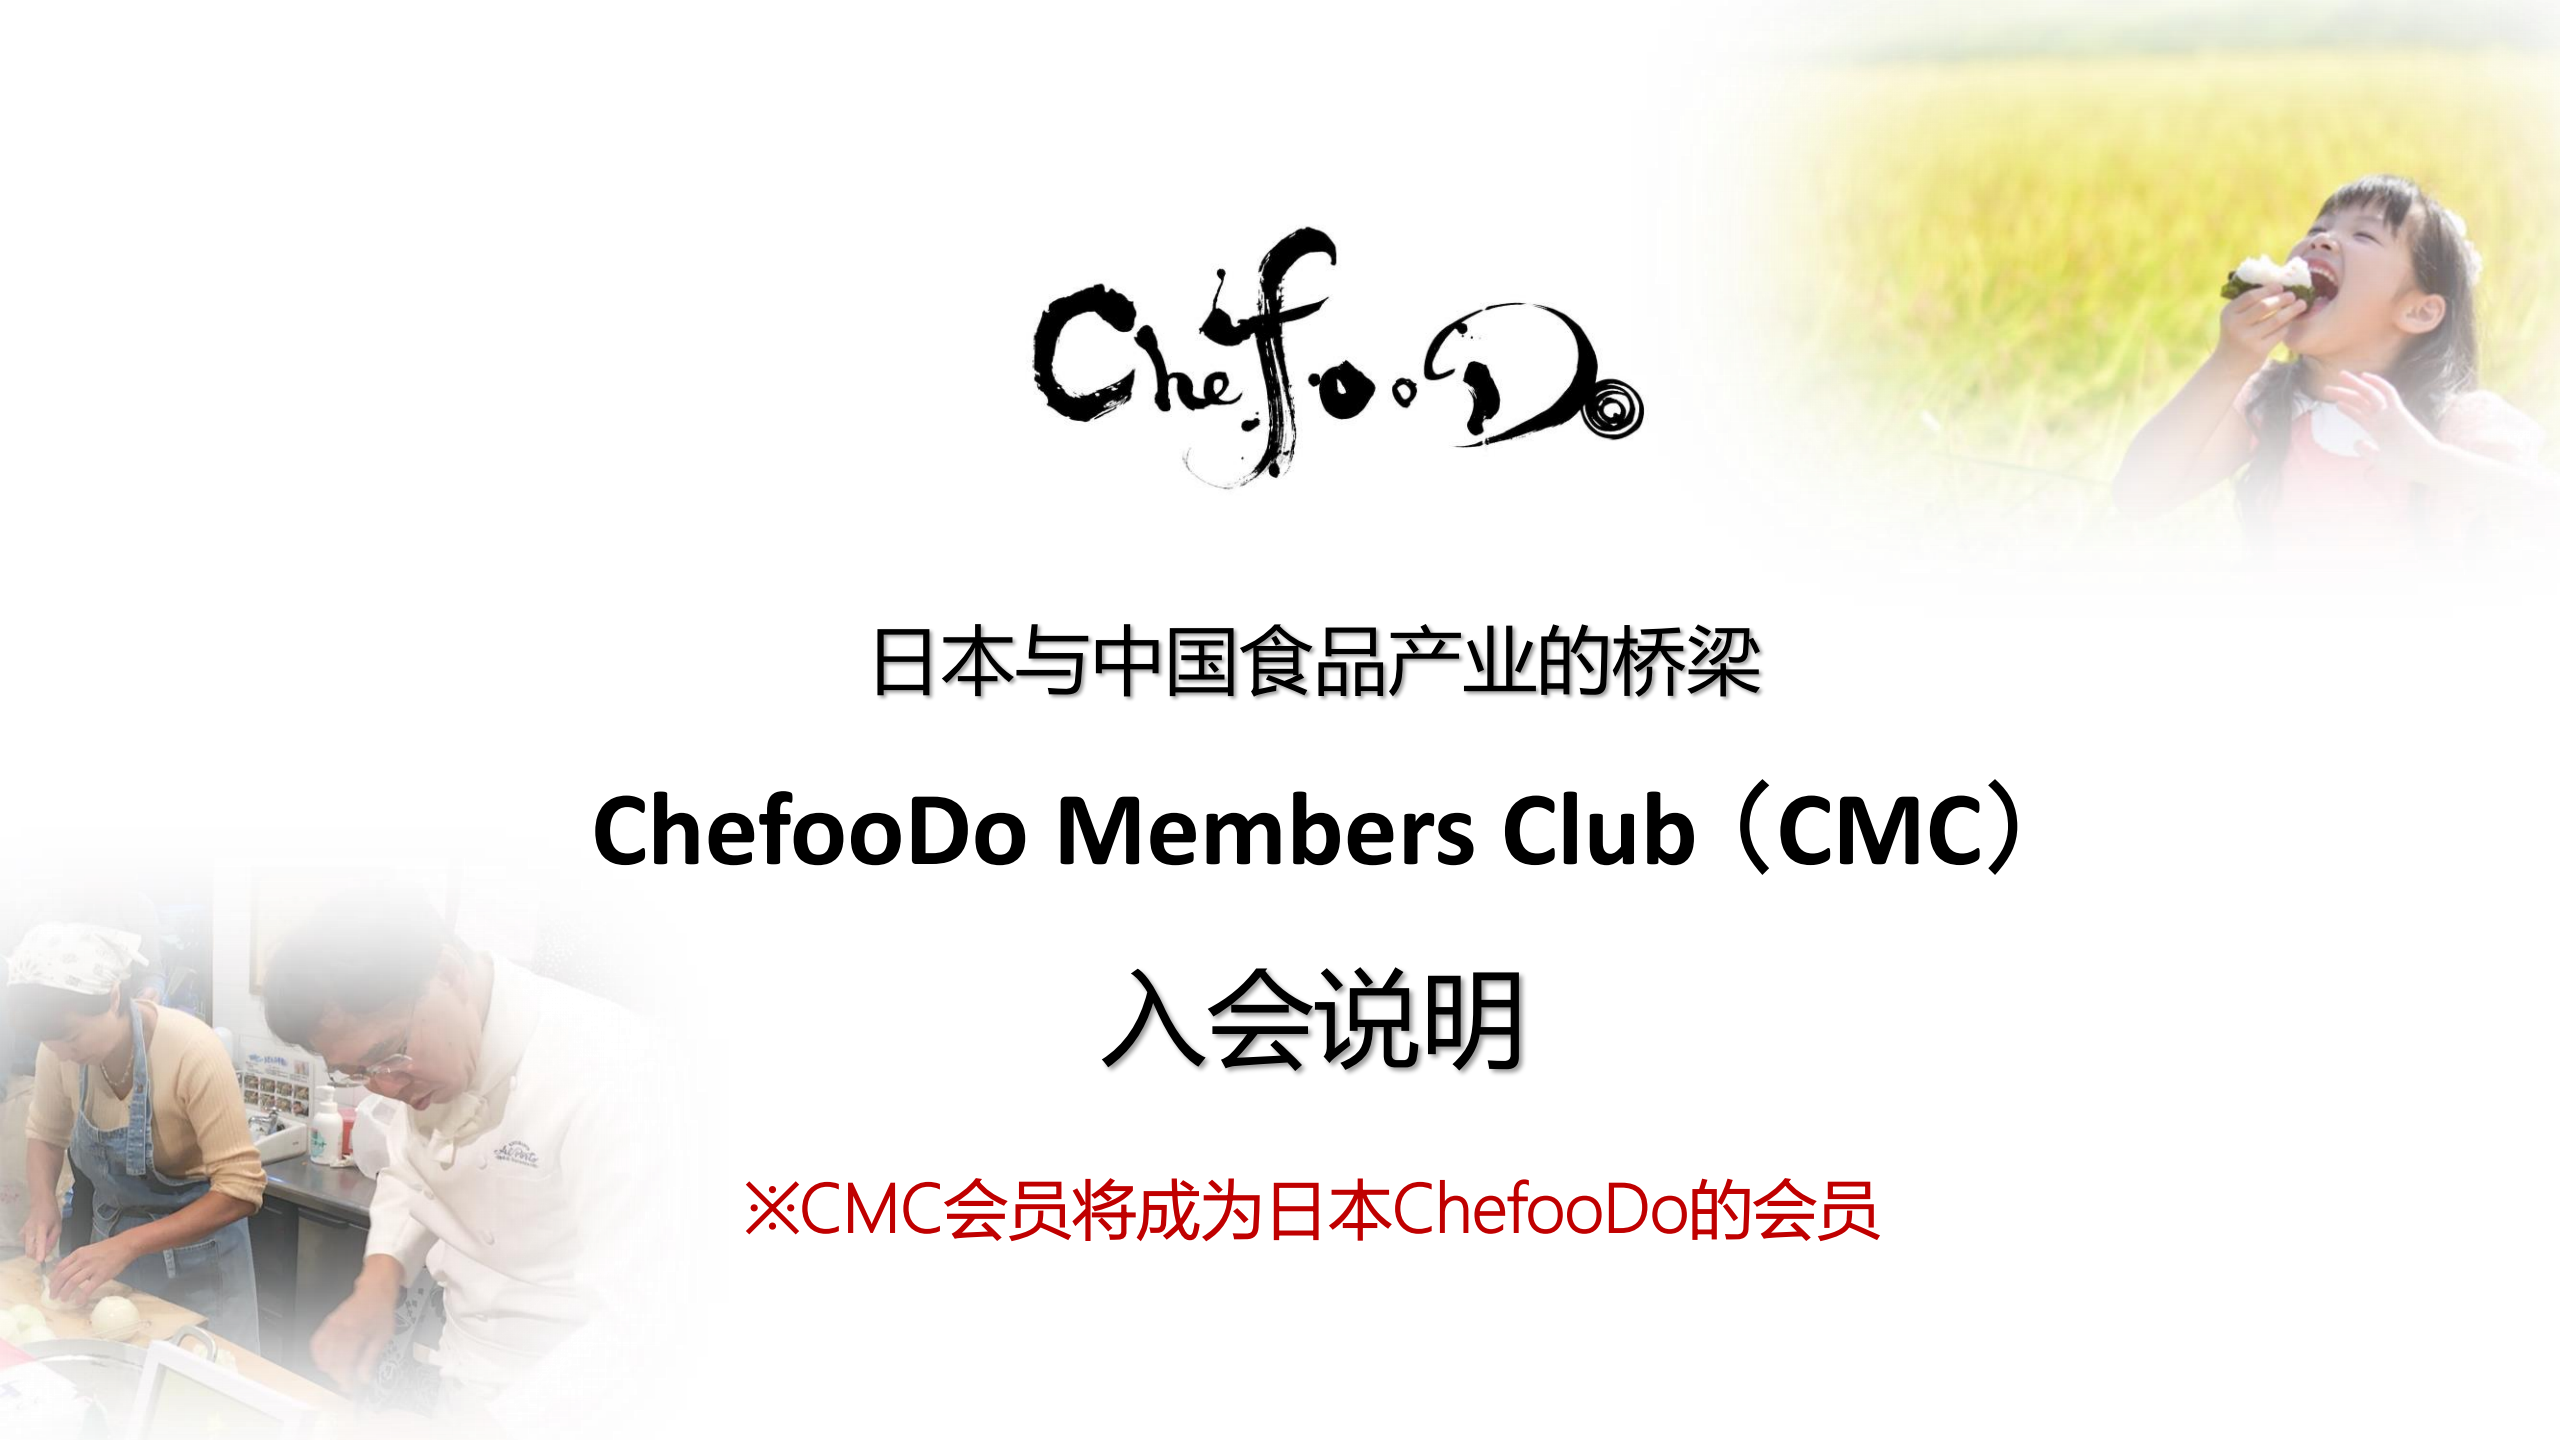 ChefooDo
日本与中国食品产业的桥梁
ChefooDo Members Club（CMC）
入会说明
※CMC会员将成为日本ChefooDo的会员